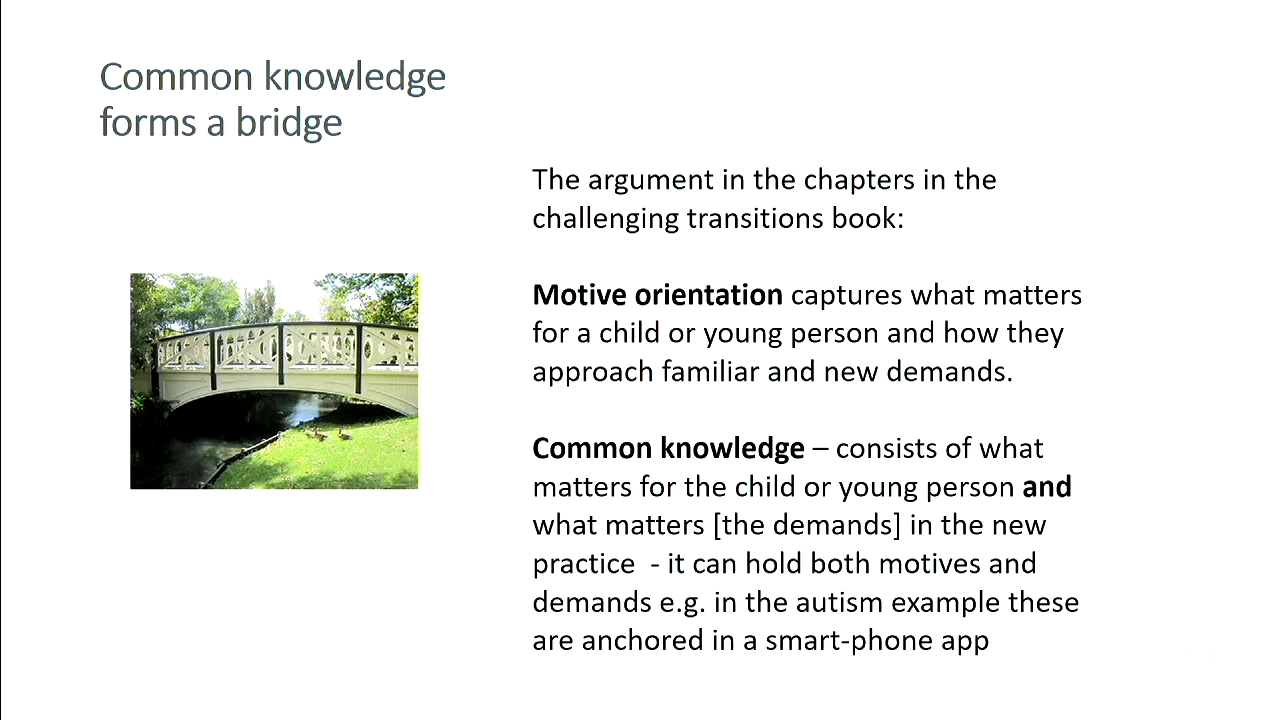 Common knowledge
forms a bridge
The argument in the chapters in the
challenging transitions book:
Motive orientation captures what matters
for a child or young person and how they
approach familiar and new demands.
Common knowledge – consists of what
matters for the child or young person and
what matters [the demands] in the new
practice  - it can hold both motives and
demands e.g. in the autism example these
are anchored in a smart-phone app